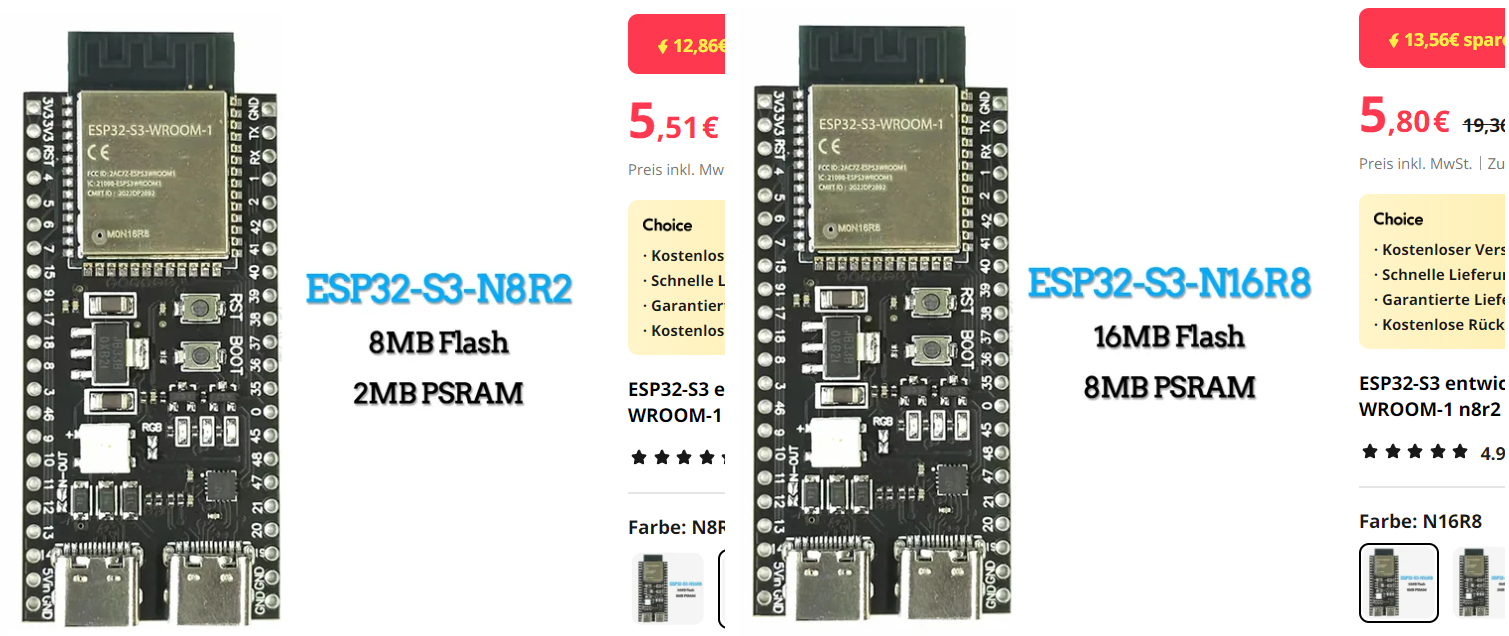 3V3
3V3
RST
4
5
6
7
15
16
17
18
8
3
46
9
10
11
12
13
14
5Vin
GND
ESP32-S3-WROOM-1
CE
FCC ID:2AC7Z-ESPS3WROOM1
IC:21098-ESPS3WROOM1
CMIIT ID: 2022DP2092
M0N16R8
RST
BOOT
RGB
IN-OUT
GND
TX
RX
1
2
42
41
40
39
38
37
36
35
0
45
48
47
21
20
19
GND
GND
ESP32-S3-N8R2
8MB Flash
2MB PSRAM
12,86€
5,51€
Preis inkl. Mw
Choice
· Kostenlos
· Schnelle L
· Garantier
· Kostenlos
ESP32-S3 e
WROOM-1
Farbe: N8R
3V3
3V3
RST
4
5
6
7
15
16
17
18
8
3
46
9
10
11
12
13
14
5Vin
GND
ESP32-S3-WROOM-1
CE
FCC ID:2AC7Z-ESPS3WROOM1
IC:21098-ESPS3WROOM1
CMIIT ID: 2022DP2092
M0N16R8
RST
BOOT
RGB
IN-OUT
GND
TX
RX
1
2
42
41
40
39
38
37
36
35
0
45
48
47
21
20
19
GND
GND
ESP32-S3-N16R8
16MB Flash
8MB PSRAM
13,56€ spare
5,80€ 19,36
Preis inkl. MwSt. | Zu
Choice
· Kostenloser Vers
· Schnelle Lieferun
· Garantierte Liefe
· Kostenlose Rück
ESP32-S3 entwic
WROOM-1 n8r2
4.9
Farbe: N16R8